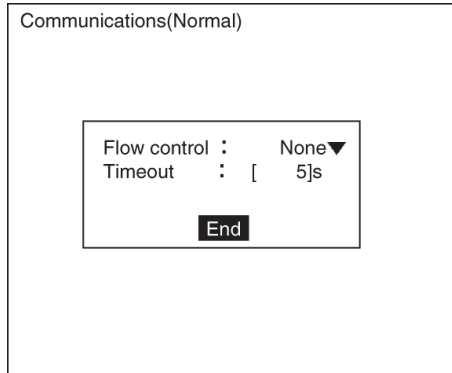 Communications(Normal)
Flow control : None▼
Timeout : [ 5]s
End